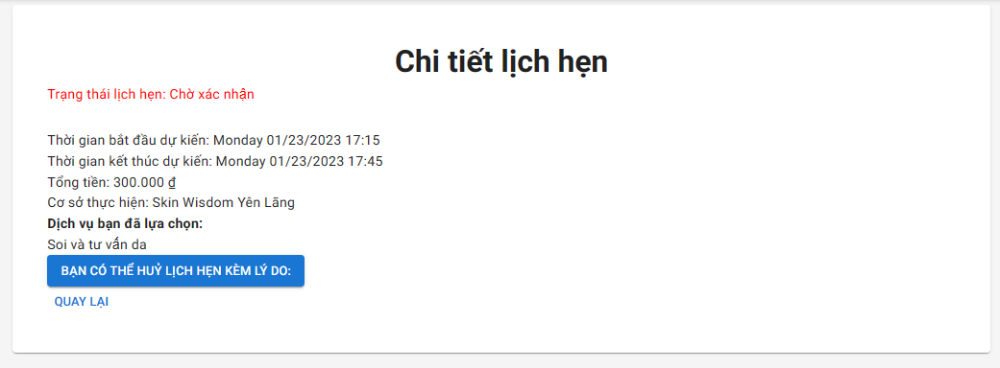 Chi tiết lịch hẹn
Trạng thái lịch hẹn: Chờ xác nhận
Thời gian bắt đầu dự kiến: Monday 01/23/2023 17:15
Thời gian kết thúc dự kiến: Monday 01/23/2023 17:45
Tổng tiền: 300.000 ₫
Cơ sở thực hiện: Skin Wisdom Yên Lãng
Dịch vụ bạn đã lựa chọn:
Soi và tư vấn da
BẠN CÓ THỂ HUỶ LỊCH HẸN KÈM LÝ DO:
QUAY LẠI